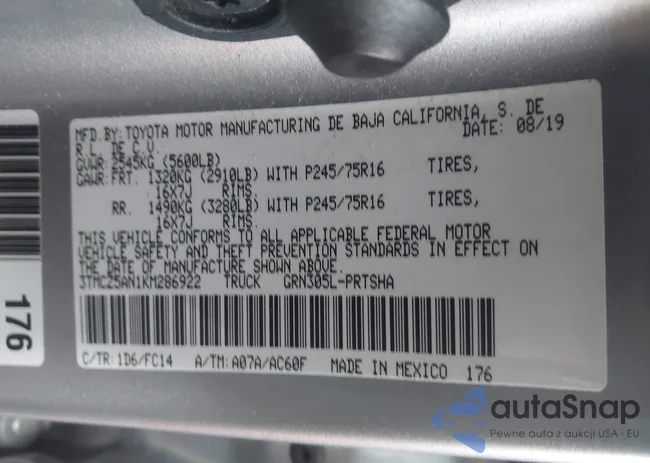 MFD.BY: TOYOTA MOTOR MANUFACTURING DE BAJA CALIFORNIA, S. DE
R.L. DE C.V. DATE: 08/19
GVWR: 2545KG (5600LB)
GAWR: FRT. 1320KG (2910LB) WITH P245/75R16 TIRES,
16X7J RIMS.
RR. 1490KG (3280LB) WITH P245/75R16 TIRES,
16X7J RIMS.
THIS VEHICLE CONFORMS TO ALL APPLICABLE FEDERAL MOTOR
VEHICLE SAFETY AND THEFT PREVENTION STANDARDS IN EFFECT ON
THE DATE OF MANUFACTURE SHOWN ABOVE.
3TMCZ5AN1KM286922 TRUCK GRN305L-PRTSHA
C/TR: 1D6/FC14 A/TM: A07A/AC60F MADE IN MEXICO 176
176
autaSnap
Pewne auta z aukcji USA - EU